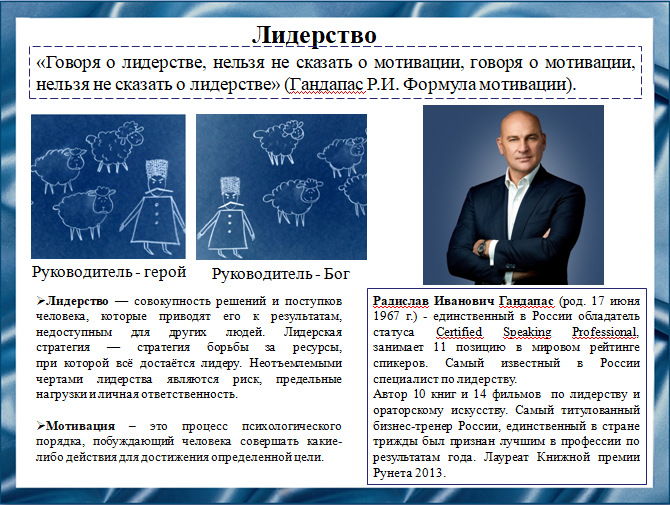 Лидерство
«Говоря о лидерстве, нельзя не сказать о мотивации, говоря о мотивации,
нельзя не сказать о лидерстве» (Гандапас Р.И. Формула мотивации).
Руководитель - герой
Руководитель - Бог
➢Лидерство — совокупность решений и поступков
человека, которые приводят его к результатам,
недоступным для других людей. Лидерская
стратегия — стратегия борьбы за ресурсы,
при которой всё достаётся лидеру. Неотъемлемыми
чертами лидерства являются риск, предельные
нагрузки и личная ответственность.
➢Мотивация – это процесс психологического
порядка, побуждающий человека совершать какие-
либо действия для достижения определенной цели.
Радислав Иванович Гандапас (род. 17 июня
1967 г.) - единственный в России обладатель
статуса Certified Speaking Professional,
занимает 11 позицию в мировом рейтинге
спикеров. Самый известный в России
специалист по лидерству.
Автор 10 книг и 14 фильмов по лидерству и
ораторскому искусству. Самый титулованный
бизнес-тренер России, единственный в стране
трижды был признан лучшим в профессии по
результатам года. Лауреат Книжной премии
Рунета 2013.